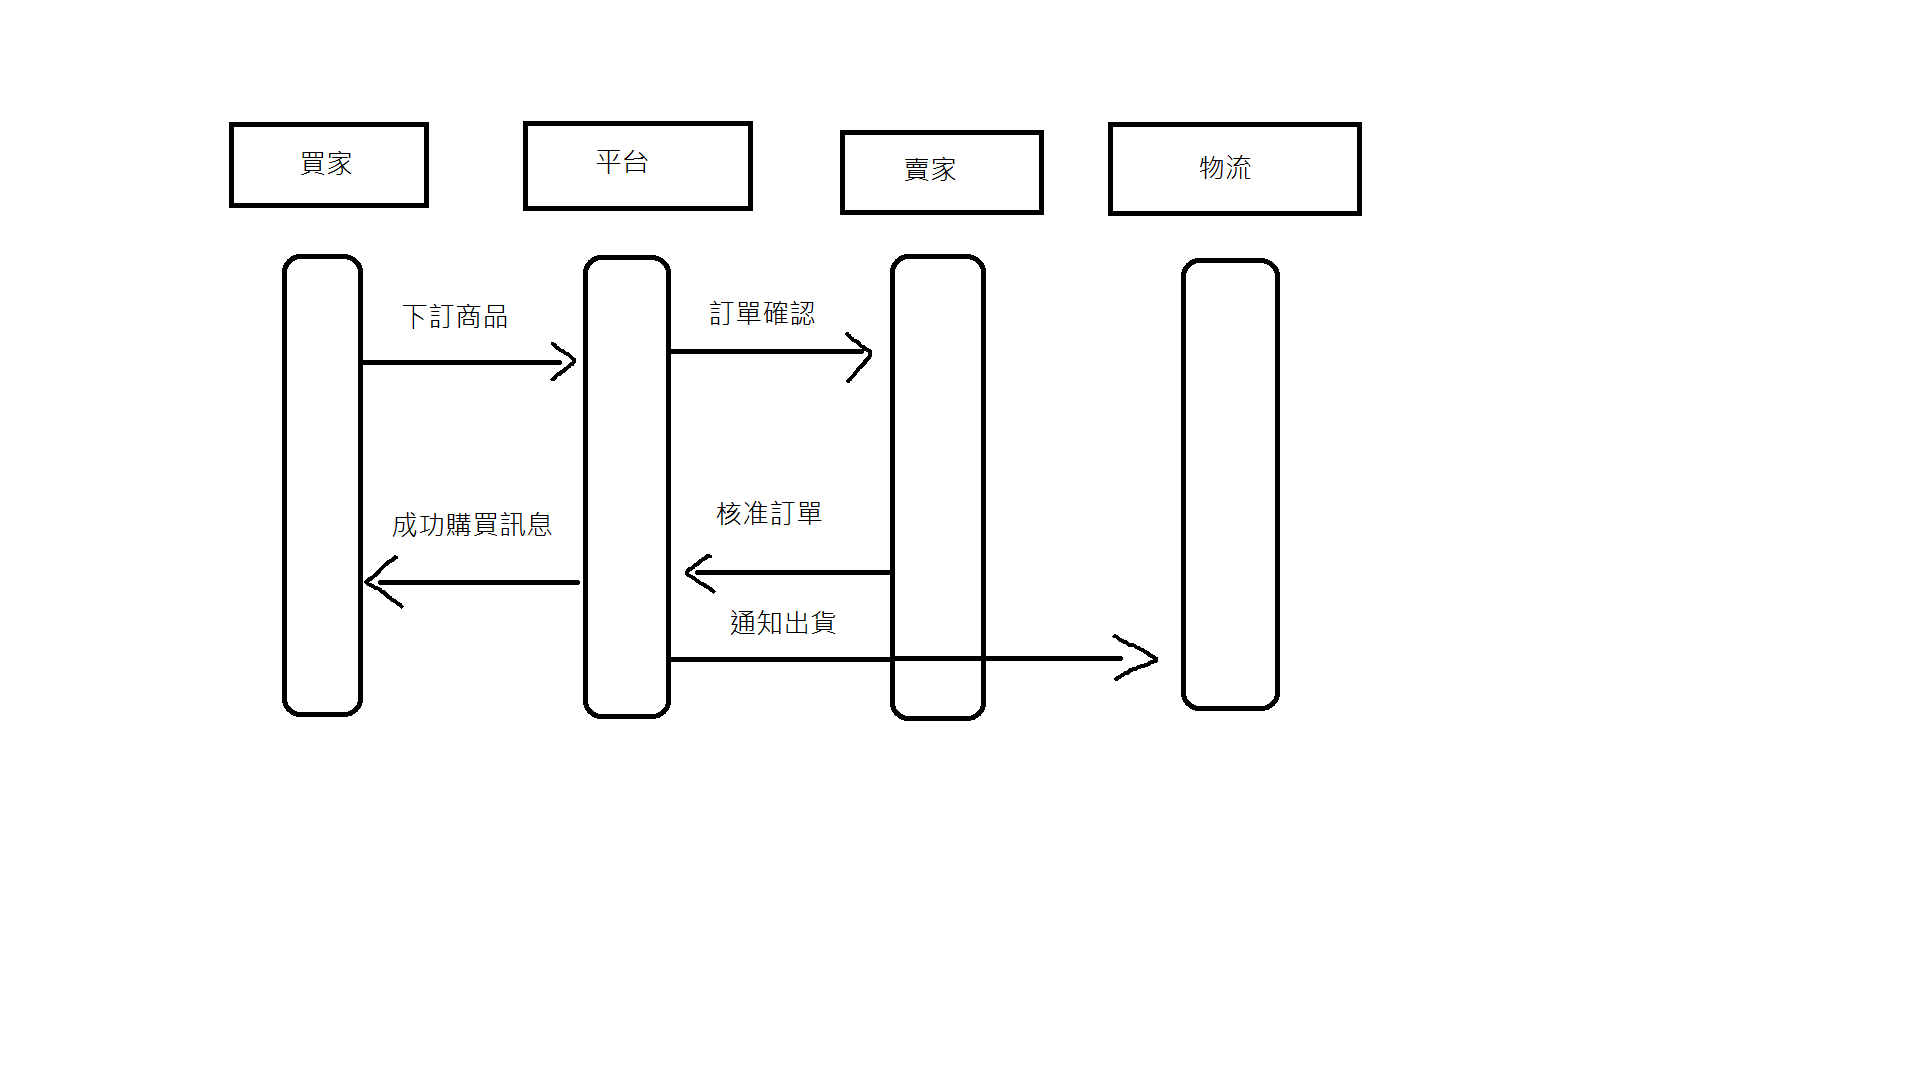 買家
平台
賣家
物流
下訂商品
訂單確認
成功購買訊息
核准訂單
通知出貨